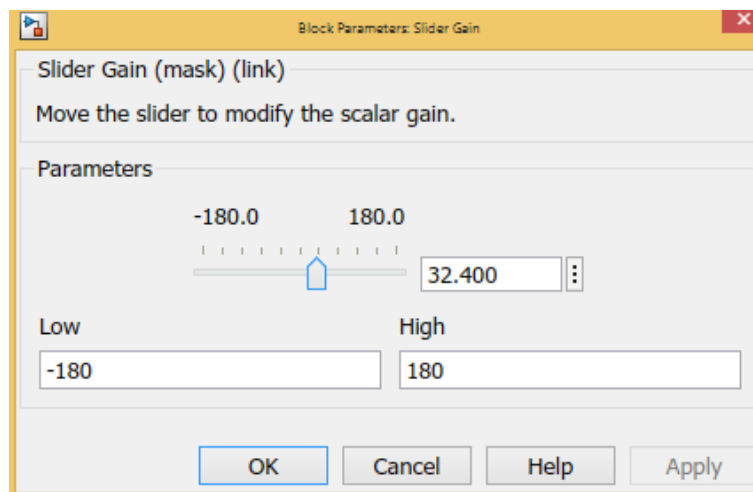 Block Parameters: Slider Gain
Slider Gain (mask) (link)
Move the slider to modify the scalar gain.
Parameters
-180.0 180.0
32.400
Low High
-180 180
OK Cancel Help Apply